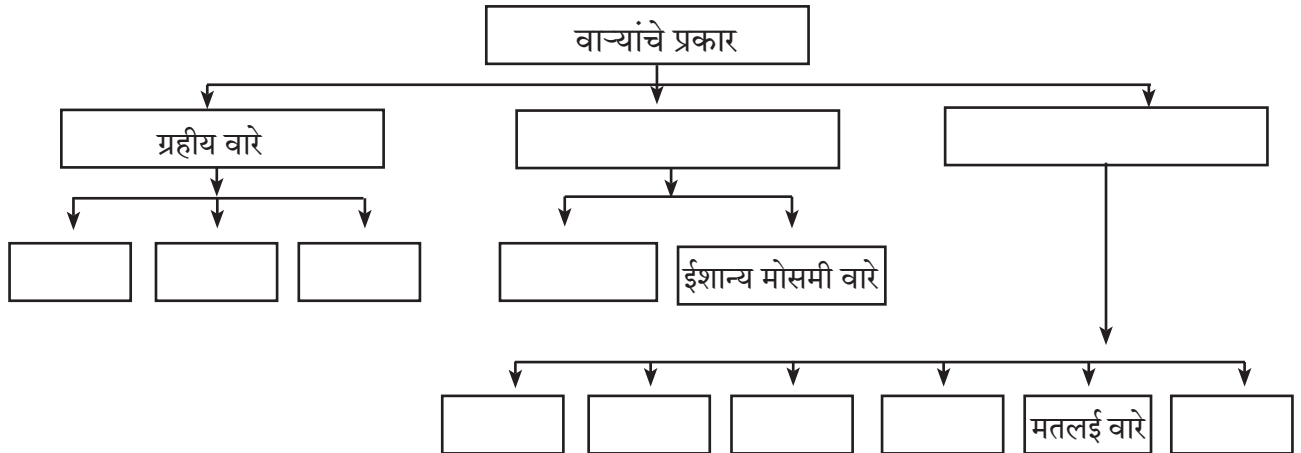 वाऱ्यांचे प्रकार
ग्रहीय वारे
ईशान्य मोसमी वारे
मतलई वारे